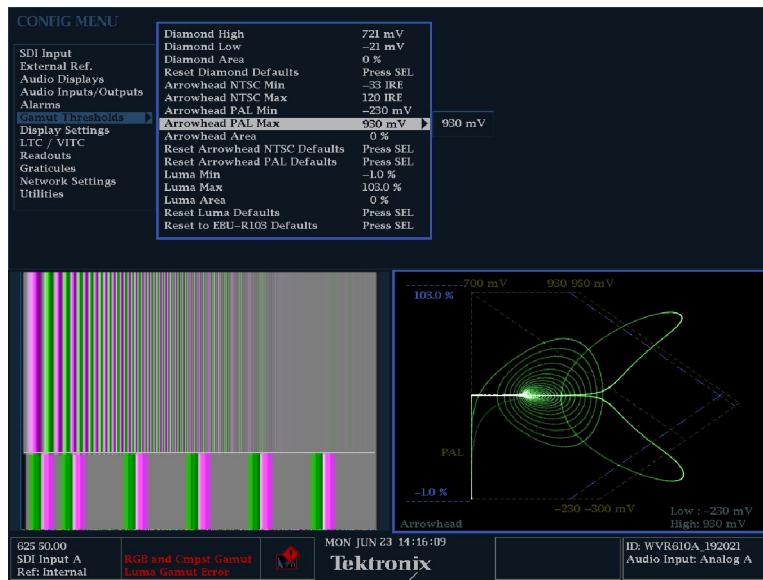 CONFIG MENU
SDI Input
External Ref.
Audio Displays
Audio Inputs/Outputs
Alarms
Gamut Thresholds
Display Settings
LTC / VITC
Readouts
Graticules
Network Settings
Utilities
Diamond High 721 mV
Diamond Low −21 mV
Diamond Area 0 %
Reset Diamond Defaults Press SEL
Arrowhead NTSC Min −33 IRE
Arrowhead NTSC Max 120 IRE
Arrowhead PAL Min −230 mV
Arrowhead PAL Max 930 mV
Arrowhead Area 0 %
Reset Arrowhead NTSC Defaults Press SEL
Reset Arrowhead PAL Defaults Press SEL
Luma Min −1.0 %
Luma Max 103.0 %
Luma Area 0 %
Reset Luma Defaults Press SEL
Reset to EBU−R103 Defaults Press SEL
930 mV
700 mV 930 950 mV
103.0 %
PAL
−1.0 %
−230 −300 mV
Arrowhead
Low : −230 mV
High: 930 mV
625 50.00
SDI Input A
Ref: Internal
RGB and Cmpst Gamut
Luma Gamut Error
MON JUN 23 14:16:09
Tektronix
ID: WVR610A_192021
Audio Input: Analog A